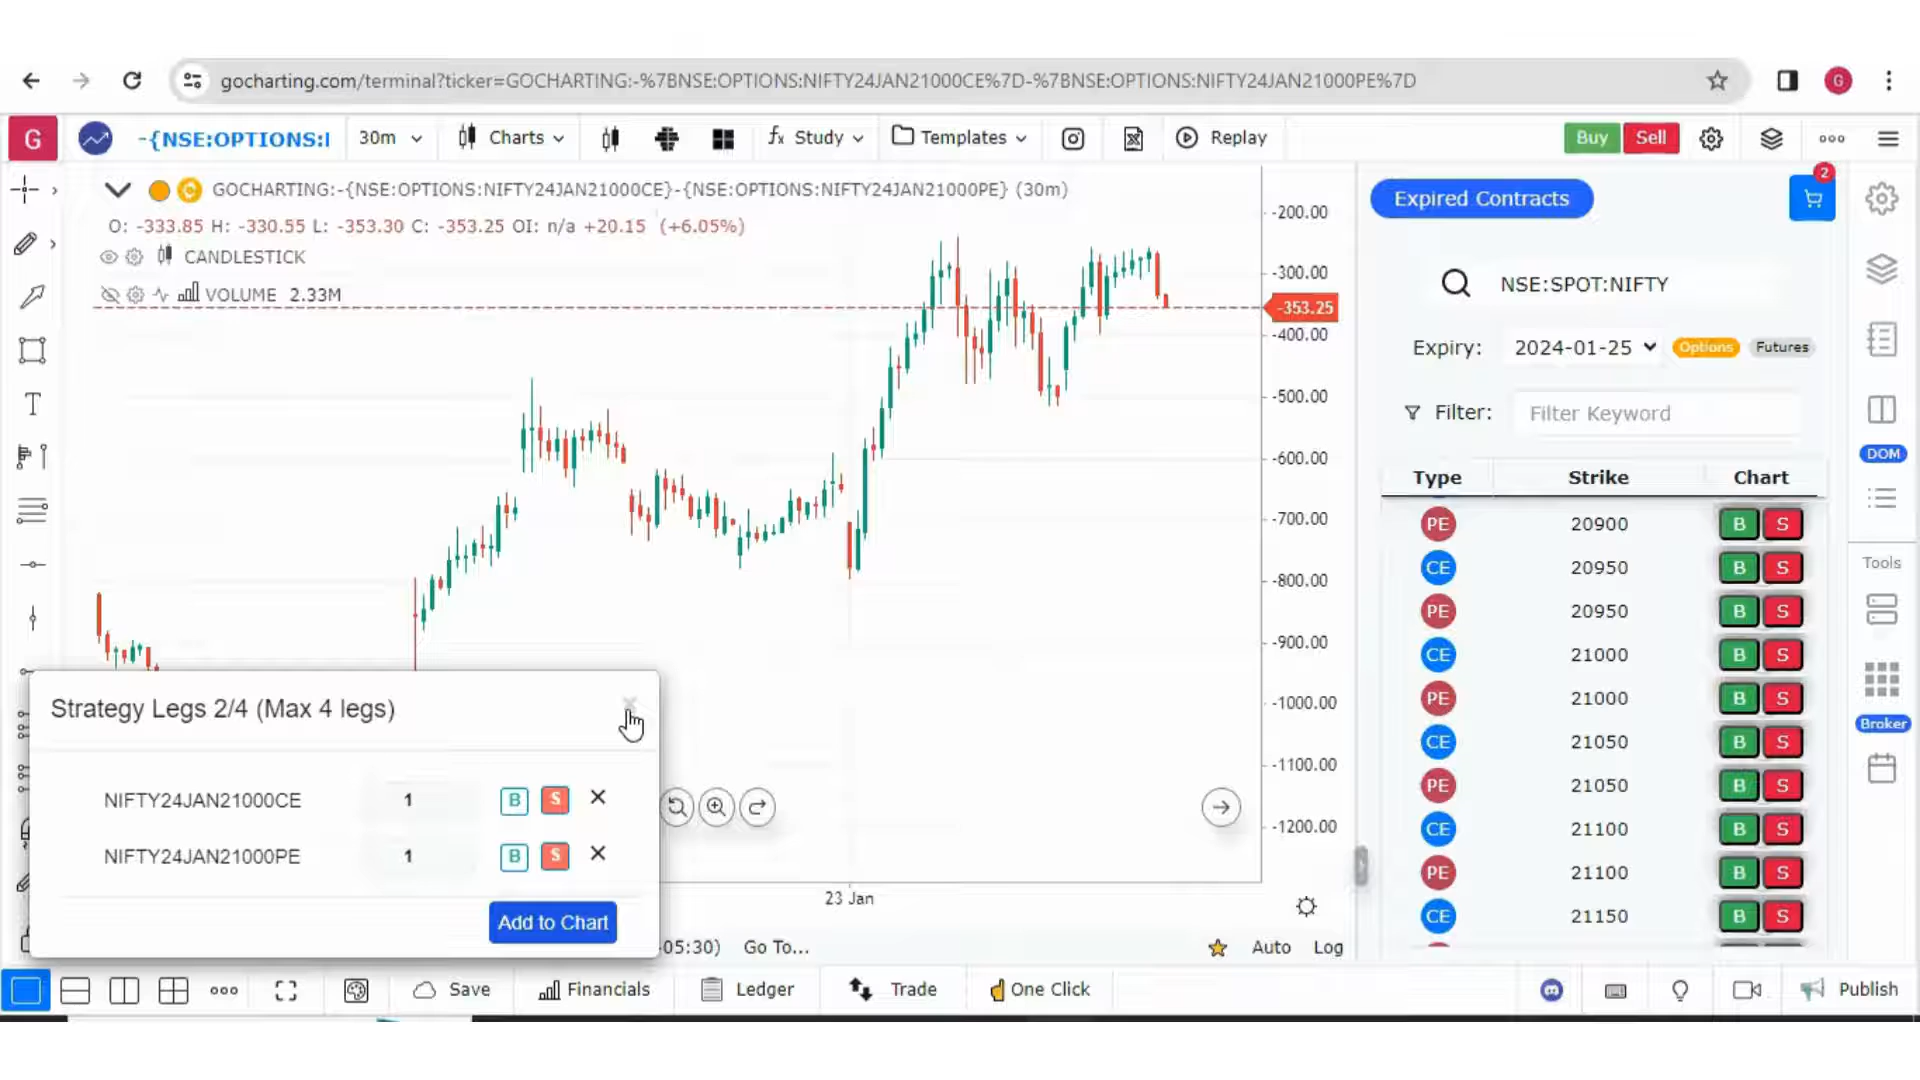 gocharting.com/terminal?ticker=GOCHARTING:-%7BNSE:OPTIONS:NIFTY24JAN21000CE%7D-%7BNSE:OPTIONS:NIFTY24JAN21000PE%7D
G
G
-{NSE:OPTIONS:I
30m
Charts
fx Study
Templates
Replay
Buy
Sell
GOCHARTING:-{NSE:OPTIONS:NIFTY24JAN21000CE}-{NSE:OPTIONS:NIFTY24JAN21000PE} (30m)
O: -333.85 H: -330.55 L: -353.30 C: -353.25 OI: n/a +20.15 (+6.05%)
CANDLESTICK
VOLUME 2.33M
-200.00
-300.00
-353.25
-400.00
-500.00
-600.00
-700.00
-800.00
-900.00
-1000.00
-1100.00
-1200.00
23 Jan
Strategy Legs 2/4 (Max 4 legs)
NIFTY24JAN21000CE 1 B S
NIFTY24JAN21000PE 1 B S
Add to Chart
05:30) Go To...
Auto Log
Expired Contracts
2
NSE:SPOT:NIFTY
Expiry: 2024-01-25 Options Futures
Filter: Filter Keyword
Type Strike Chart
PE 20900 B S
CE 20950 B S
PE 20950 B S
CE 21000 B S
PE 21000 B S
CE 21050 B S
PE 21050 B S
CE 21100 B S
PE 21100 B S
CE 21150 B S
DOM
Tools
Broker
Save
Financials
Ledger
Trade
One Click
Publish